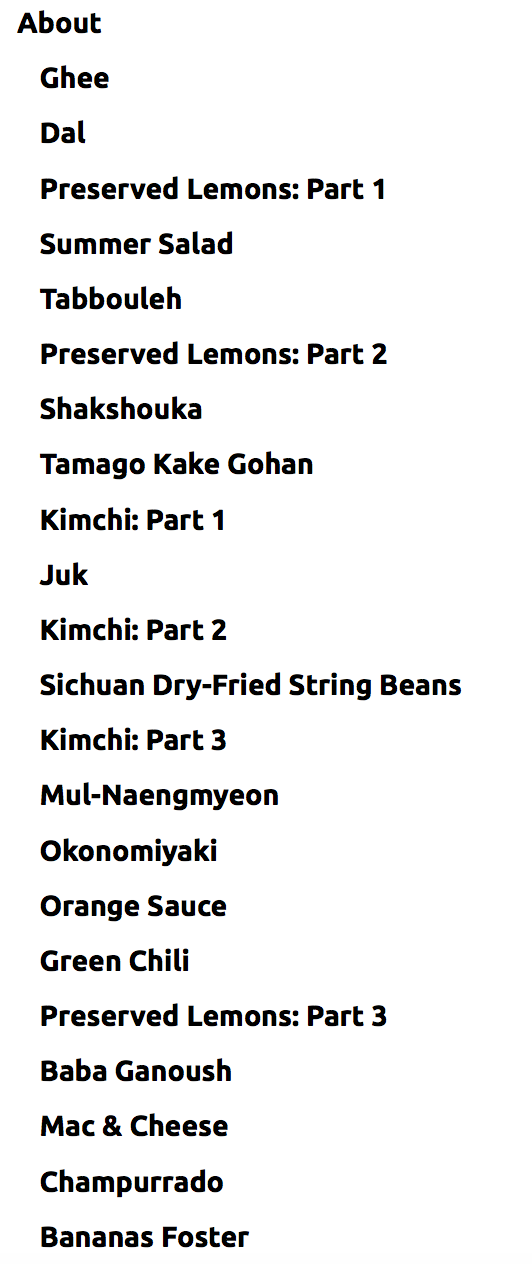 About
Ghee
Dal
Preserved Lemons: Part 1
Summer Salad
Tabbouleh
Preserved Lemons: Part 2
Shakshouka
Tamago Kake Gohan
Kimchi: Part 1
Juk
Kimchi: Part 2
Sichuan Dry-Fried String Beans
Kimchi: Part 3
Mul-Naengmyeon
Okonomiyaki
Orange Sauce
Green Chili
Preserved Lemons: Part 3
Baba Ganoush
Mac & Cheese
Champurrado
Bananas Foster